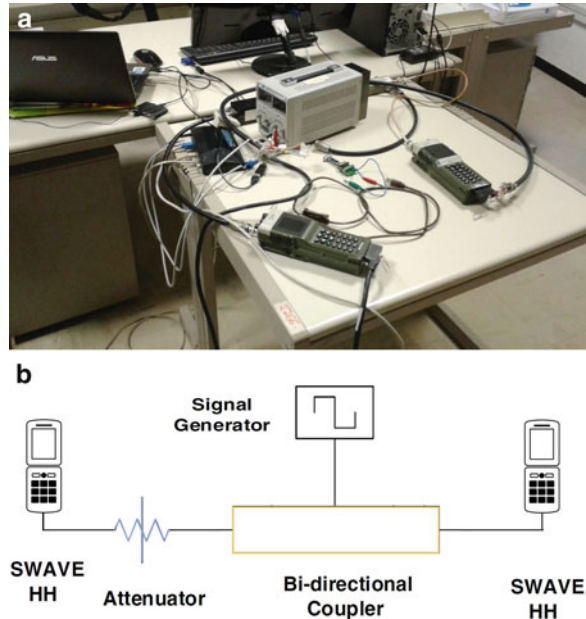 a
ASUS
b
Signal
Generator
SWAVE
HH
Attenuator
Bi-directional
Coupler
SWAVE
HH